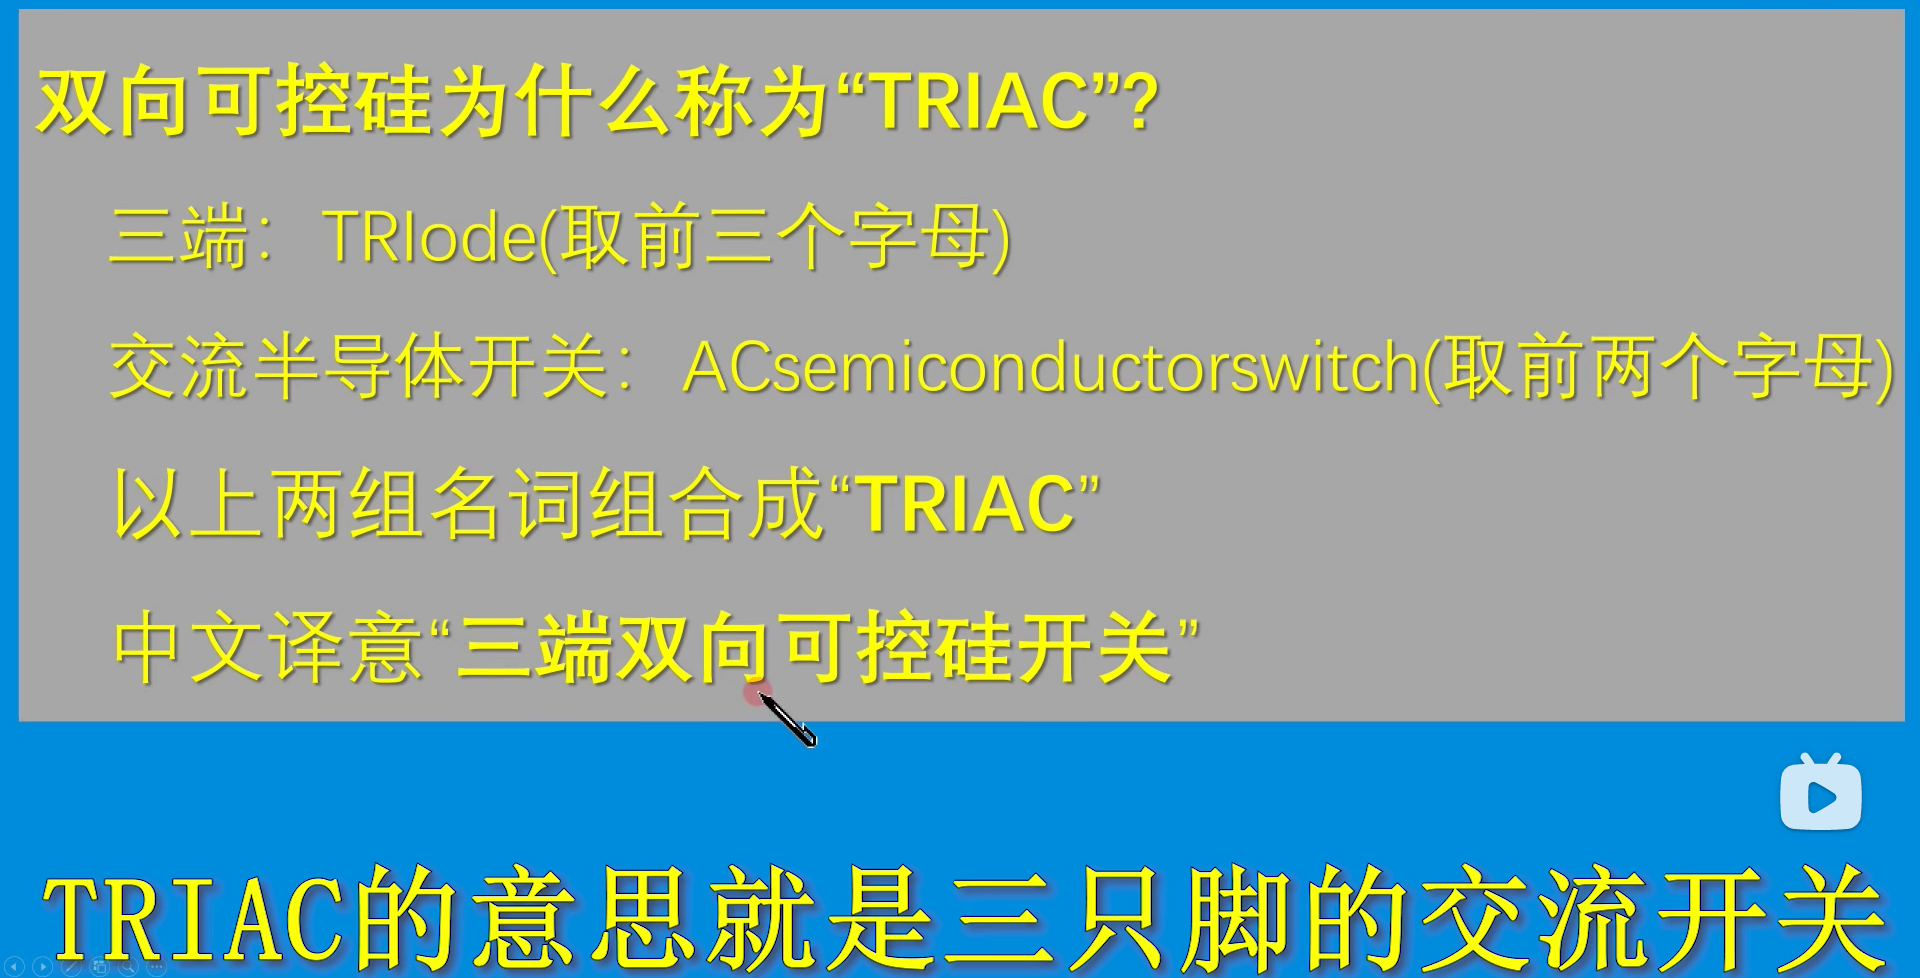 双向可控硅为什么称为“TRIAC”?
三端：TRIode(取前三个字母)
交流半导体开关：ACsemiconductorswitch(取前两个字母)
以上两组名词组合成“TRIAC”
中文译意“三端双向可控硅开关”
TRIAC的意思就是三只脚的交流开关